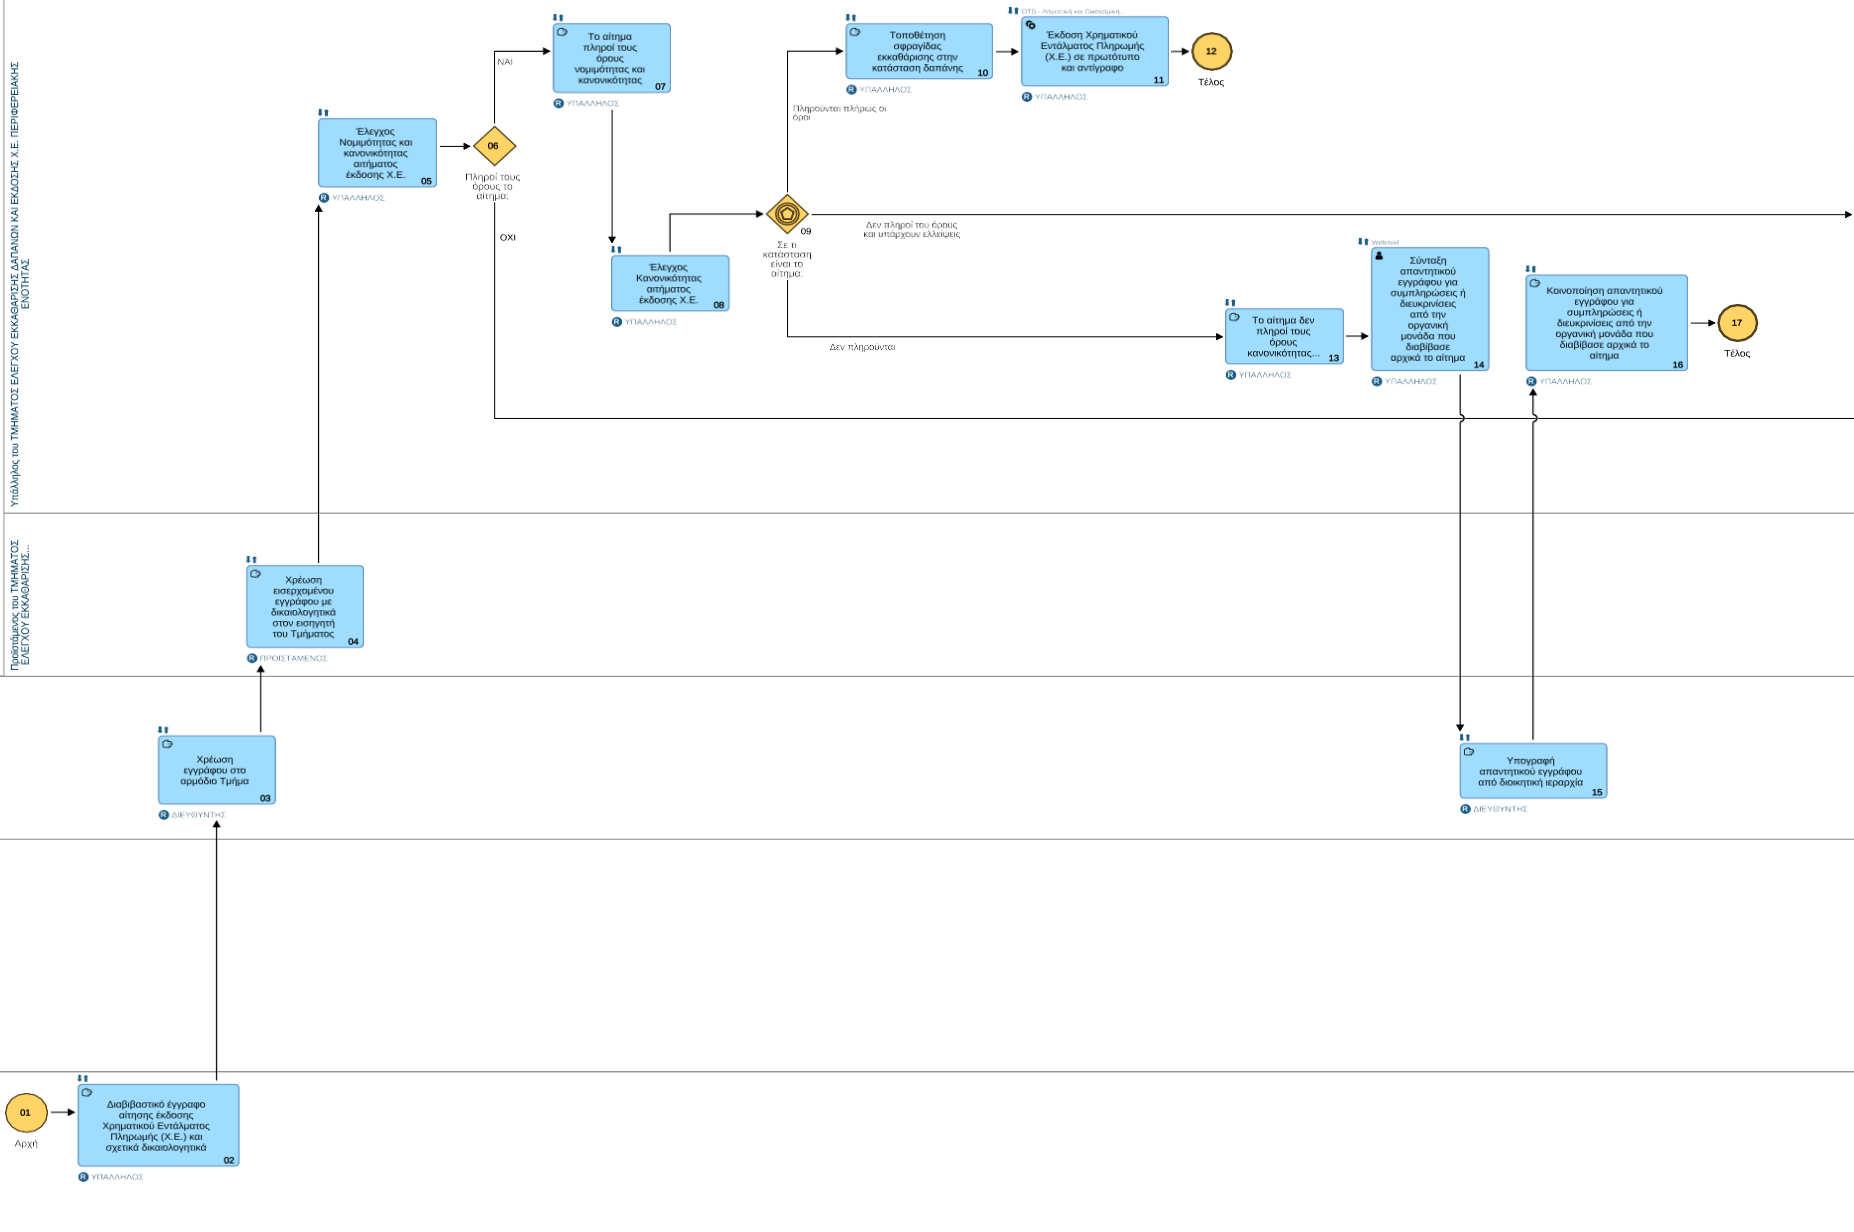 Υπάλληλος του ΤΜΗΜΑΤΟΣ ΕΛΕΓΧΟΥ ΕΚΚΑΘΑΡΙΣΗΣ ΔΑΠΑΝΩΝ ΚΑΙ ΕΚΔΟΣΗΣ Χ.Ε. ΠΕΡΙΦΕΡΕΙΑΚΗΣ
ΕΝΟΤΗΤΑΣ
Το αίτημα
πληροί τους
όρους
νομιμότητας και
κανονικότητας
07
ΥΠΑΛΛΗΛΟΣ
Τοποθέτηση
σφραγίδας
εκκαθάρισης στην
κατάσταση δαπάνης
10
ΥΠΑΛΛΗΛΟΣ
OTS - Λογιστική και Οικονομική...
Έκδοση Χρηματικού
Εντάλματος Πληρωμής
(Χ.Ε.) σε πρωτότυπο
και αντίγραφο
11
ΥΠΑΛΛΗΛΟΣ
12
Τέλος
ΝΑΙ
Πληρούνται πλήρως οι
όροι
Έλεγχος
Νομιμότητας και
κανονικότητας
αιτήματος
έκδοσης Χ.Ε.
05
ΥΠΑΛΛΗΛΟΣ
06
Πληροί τους
όρους το
αίτημα;
ΟΧΙ
09
Σε τι
κατάσταση
είναι το
αίτημα;
Δεν πληροί του όρους
και υπάρχουν ελλείψεις
Έλεγχος
Κανονικότητας
αιτήματος
έκδοσης Χ.Ε.
08
ΥΠΑΛΛΗΛΟΣ
Δεν πληρούνται
Το αίτημα δεν
πληροί τους
όρους
κανονικότητας...
13
ΥΠΑΛΛΗΛΟΣ
Webmail
Σύνταξη
απαντητικού
εγγράφου για
συμπληρώσεις ή
διευκρινίσεις
από την
οργανική
μονάδα που
διαβίβασε
αρχικά το αίτημα
14
ΥΠΑΛΛΗΛΟΣ
Κοινοποίηση απαντητικού
εγγράφου για
συμπληρώσεις ή
διευκρινίσεις από την
οργανική μονάδα που
διαβίβασε αρχικά το
αίτημα
16
ΥΠΑΛΛΗΛΟΣ
17
Τέλος
Προϊστάμενος του ΤΜΗΜΑΤΟΣ
ΕΛΕΓΧΟΥ ΕΚΚΑΘΑΡΙΣΗΣ...
Χρέωση
εισερχομένου
εγγράφου με
δικαιολογητικά
στον εισηγητή
του Τμήματος
04
ΠΡΟΪΣΤΑΜΕΝΟΣ
Χρέωση
εγγράφου στο
αρμόδιο Τμήμα
03
ΔΙΕΥΘΥΝΤΗΣ
Υπογραφή
απαντητικού εγγράφου
από διοικητική ιεραρχία
15
ΔΙΕΥΘΥΝΤΗΣ
01
Αρχή
Διαβιβαστικό έγγραφο
αίτησης έκδοσης
Χρηματικού Εντάλματος
Πληρωμής (Χ.Ε.) και
σχετικά δικαιολογητικά
02
ΥΠΑΛΛΗΛΟΣ